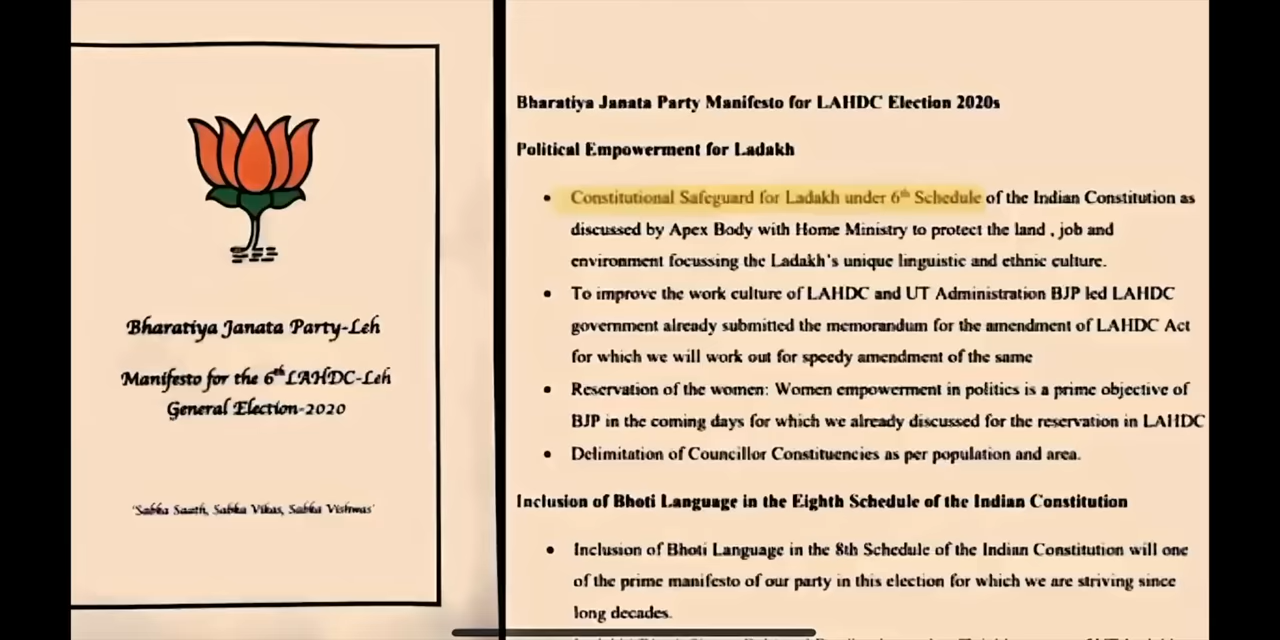 Bharatiya Janata Party-Leh
Manifesto for the 6th LAHDC-Leh
General Election-2020
'Sabka Saath, Sabka Vikas, Sabka Vishwas'
Bharatiya Janata Party Manifesto for LAHDC Election 2020s
Political Empowerment for Ladakh
• Constitutional Safeguard for Ladakh under 6th Schedule of the Indian Constitution as
discussed by Apex Body with Home Ministry to protect the land , job and
environment focussing the Ladakh's unique linguistic and ethnic culture.
• To improve the work culture of LAHDC and UT Administration BJP led LAHDC
government already submitted the memorandum for the amendment of LAHDC Act
for which we will work out for speedy amendment of the same
• Reservation of the women: Women empowerment in politics is a prime objective of
BJP in the coming days for which we already discussed for the reservation in LAHDC
• Delimitation of Councillor Constituencies as per population and area.
Inclusion of Bhoti Language in the Eighth Schedule of the Indian Constitution
• Inclusion of Bhoti Language in the 8th Schedule of the Indian Constitution will one
of the prime manifesto of our party in this election for which we are striving since
long decades.